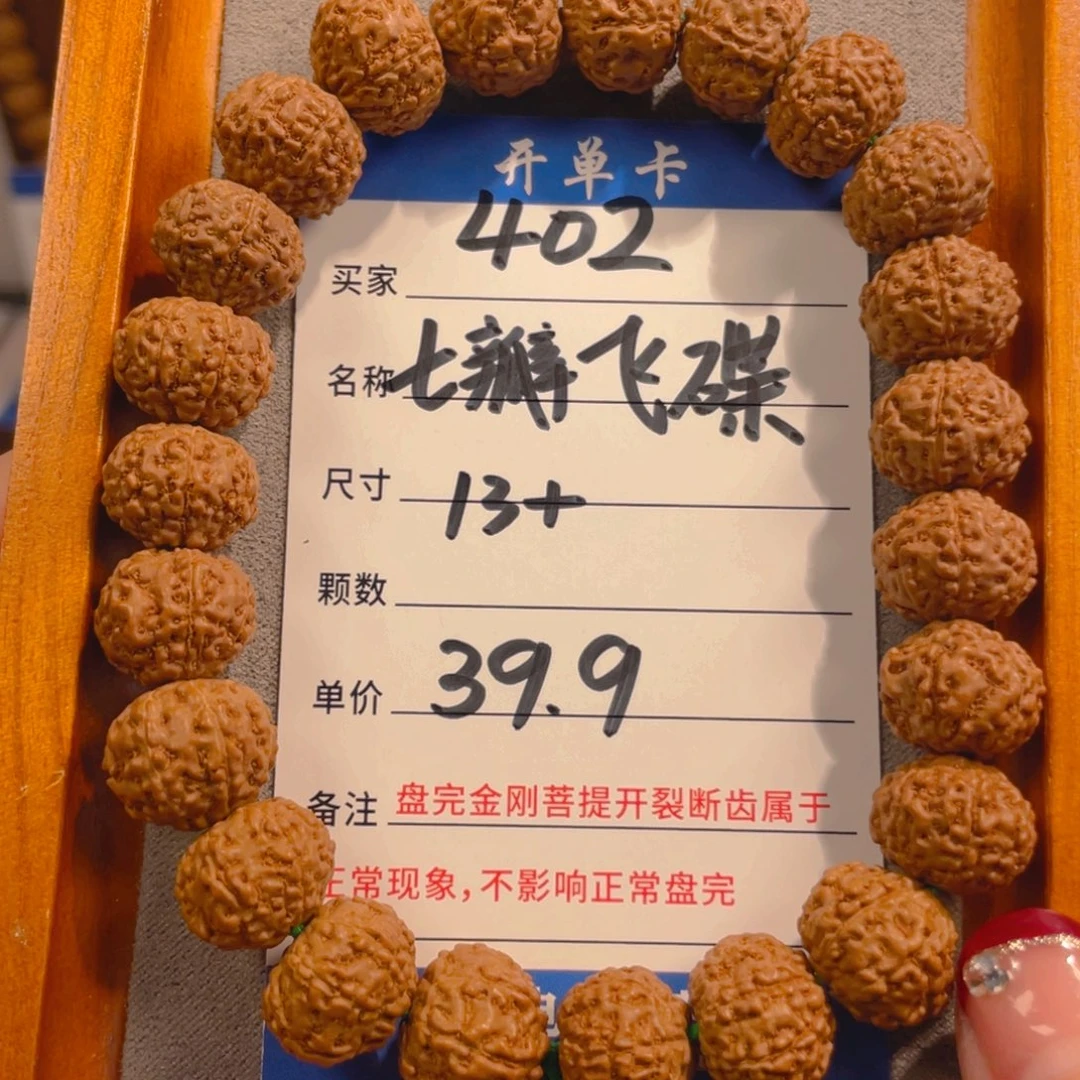 开单卡
买家 402
名称 七瓣飞碟
尺寸 13+
颗数
单价 39.9
备注 盘完金刚菩提开裂断齿属于
正常现象,不影响正常盘完